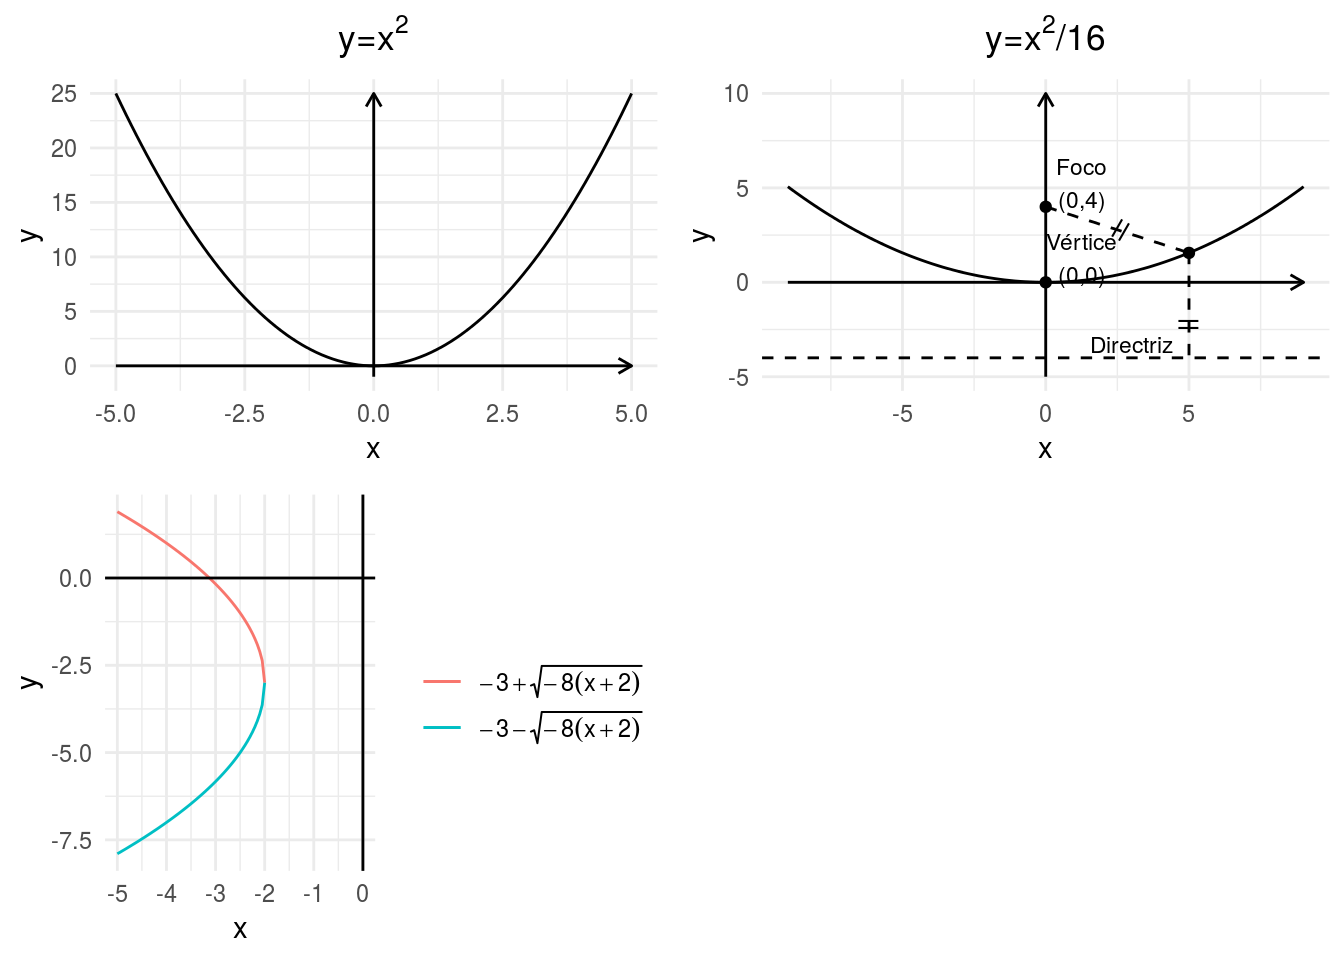 y=x²
25
20
15
10
5
0
y
-5.0 -2.5 0.0 2.5 5.0
x
y=x²/16
10
5
0
-5
y
Foco
(0,4)
Vértice
(0,0)
Directriz
-5 0 5
x
0.0
-2.5
-5.0
-7.5
y
-5 -4 -3 -2 -1 0
x
−3+√−8(x+2)
−3−√−8(x+2)